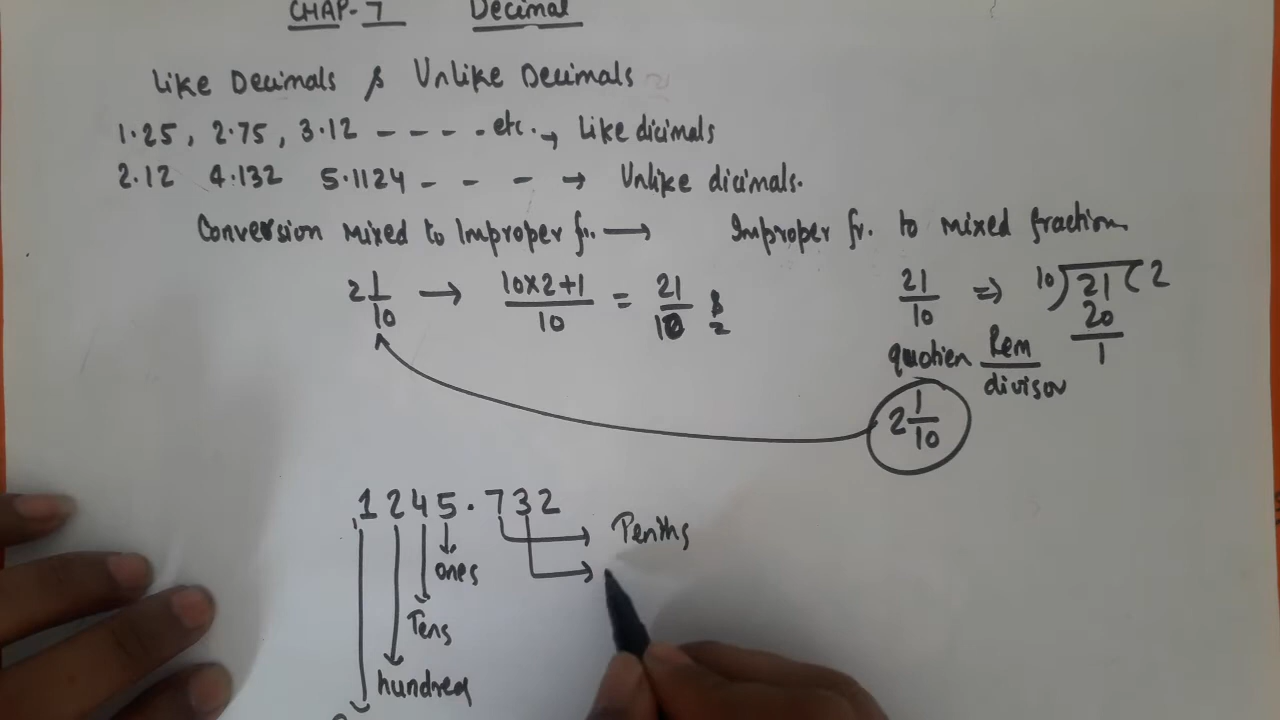 CHAP-7 Decimal
Like Decimals & Unlike Decimals
1.25, 2.75, 3.12 - - - - etc. → Like dicimals
2.12 4.132 5.1124 - - - → Unlike dicimals.
Conversion mixed to Improper fr. → Improper fr. to mixed fraction
2 1/10 → 10×2+1/10 = 21/10
21/10 ⇒ 10)21(2
20
1
quotien Rem/divisor
2 1/10
1245.732
Tenths
ones
Tens
hundred